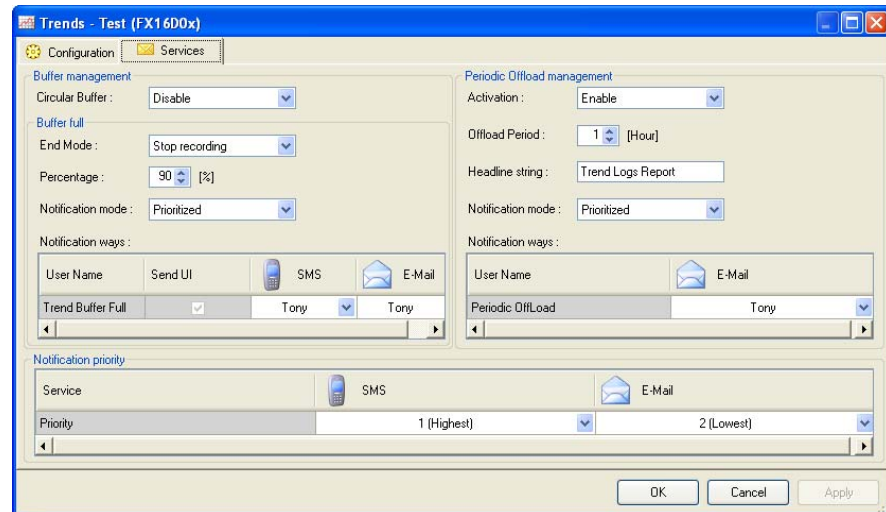 Trends - Test (FX16D0x)
Configuration Services
Buffer management
Circular Buffer : Disable
Buffer full
End Mode : Stop recording
Percentage : 90 [%]
Notification mode : Prioritized
Notification ways :
User Name Send UI SMS E-Mail
Trend Buffer Full Tony Tony
Periodic Offload management
Activation : Enable
Offload Period : 1 [Hour]
Headline string : Trend Logs Report
Notification mode : Prioritized
Notification ways :
User Name E-Mail
Periodic OffLoad Tony
Notification priority
Service SMS E-Mail
Priority 1 (Highest) 2 (Lowest)
OK Cancel Apply